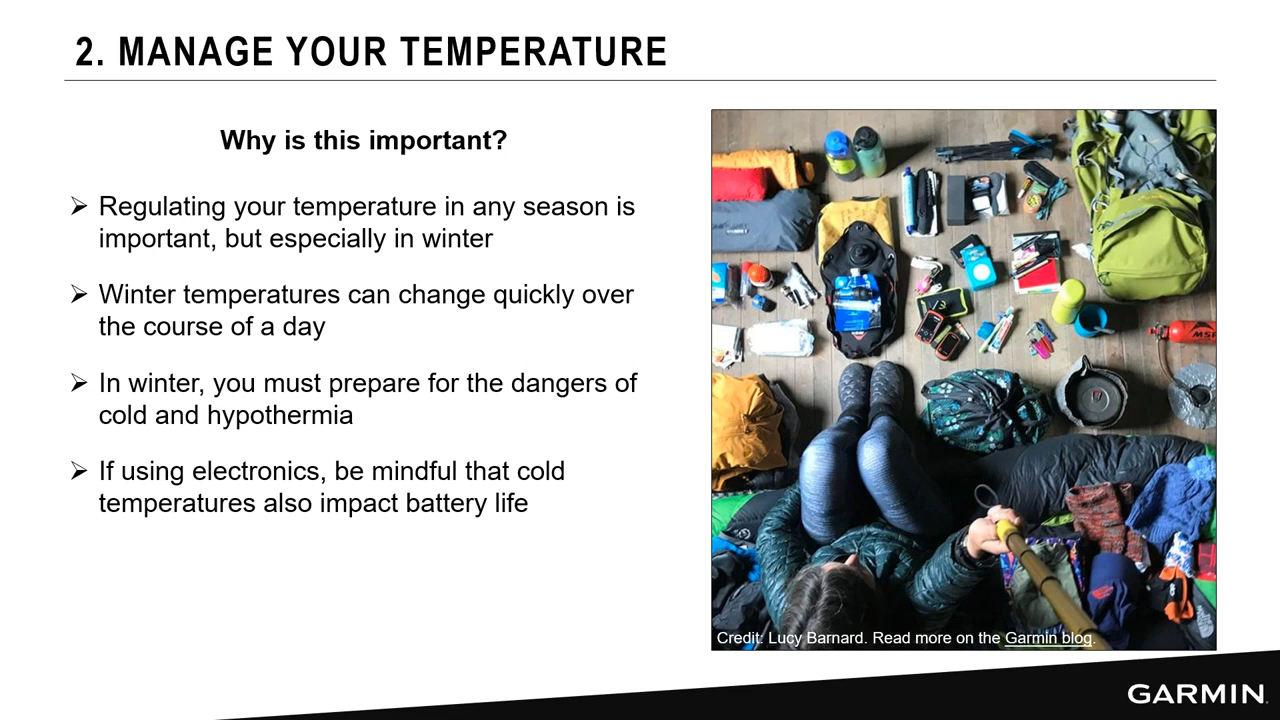 2. MANAGE YOUR TEMPERATURE
Why is this important?
➢ Regulating your temperature in any season is
important, but especially in winter
➢ Winter temperatures can change quickly over
the course of a day
➢ In winter, you must prepare for the dangers of
cold and hypothermia
➢ If using electronics, be mindful that cold
temperatures also impact battery life
MSR
Credit: Lucy Barnard. Read more on the Garmin blog.
GARMIN